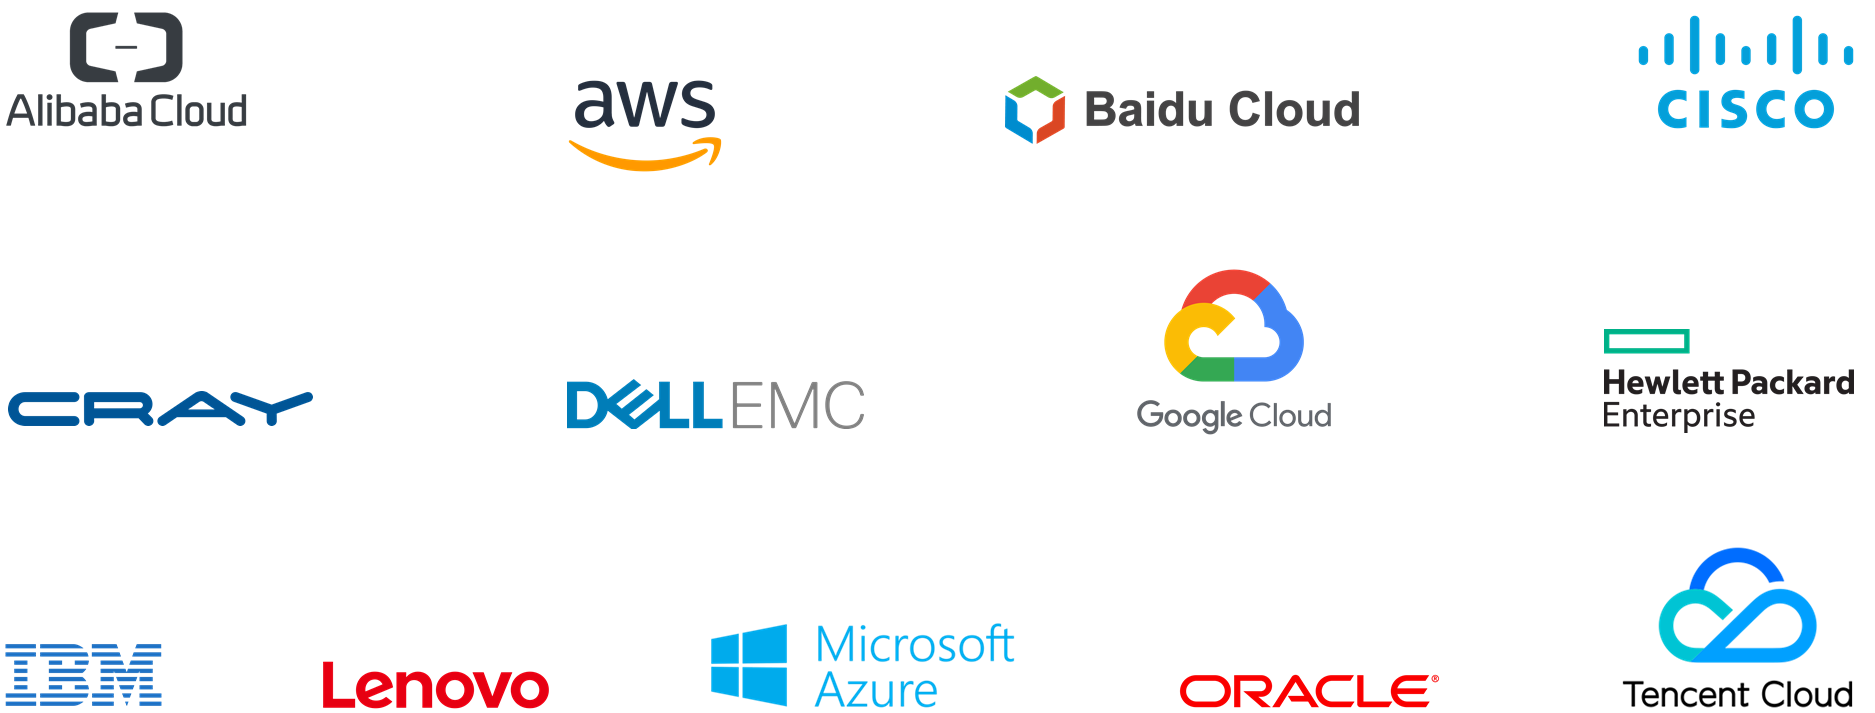 Alibaba Cloud
aws
Baidu Cloud
CISCO
CRAY
DELL EMC
Google Cloud
Hewlett Packard
Enterprise
IBM
Lenovo
Microsoft
Azure
ORACLE®
Tencent Cloud